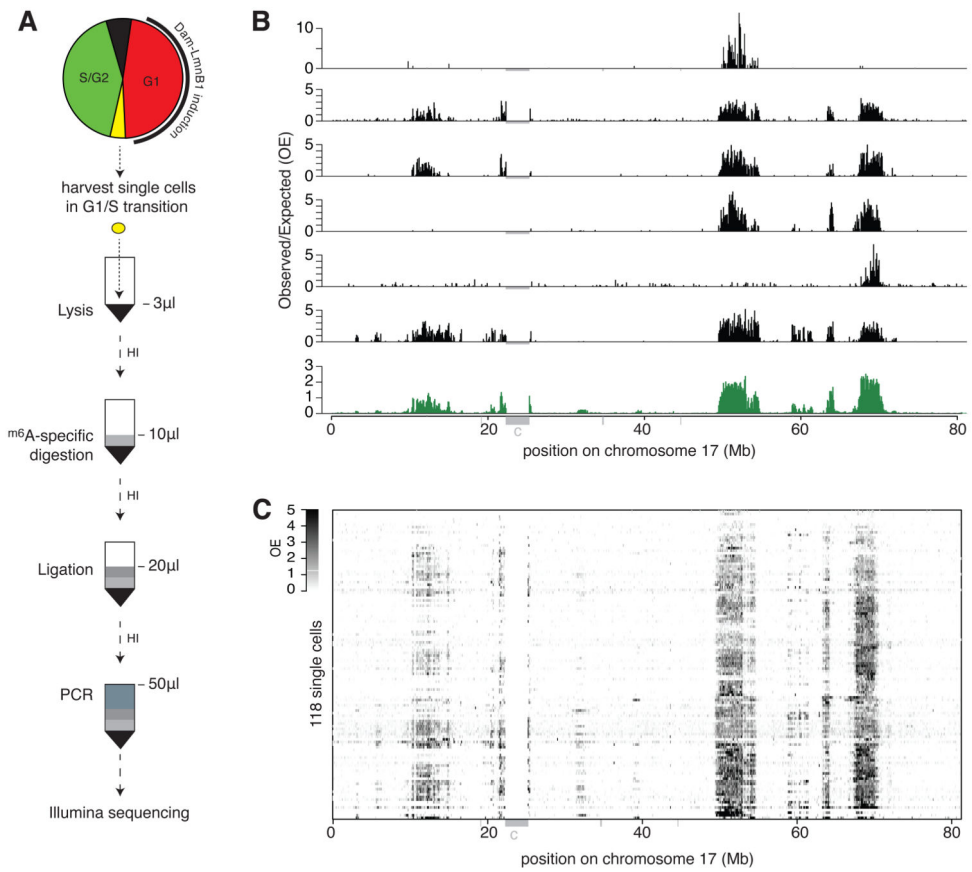 A
S/G2
G1
Dam-LmnB1 induction
harvest single cells
in G1/S transition
Lysis
3µl
HI
m6A-specific
digestion
10µl
HI
Ligation
20µl
HI
PCR
50µl
Illumina sequencing
B
Observed/Expected (OE)
10
0
5
0
5
0
5
0
5
0
5
0
3
2
1
0
0 20 40 60 80
C
position on chromosome 17 (Mb)
C
OE
5
4
3
2
1
0
118 single cells
0 20 40 60 80
C
position on chromosome 17 (Mb)